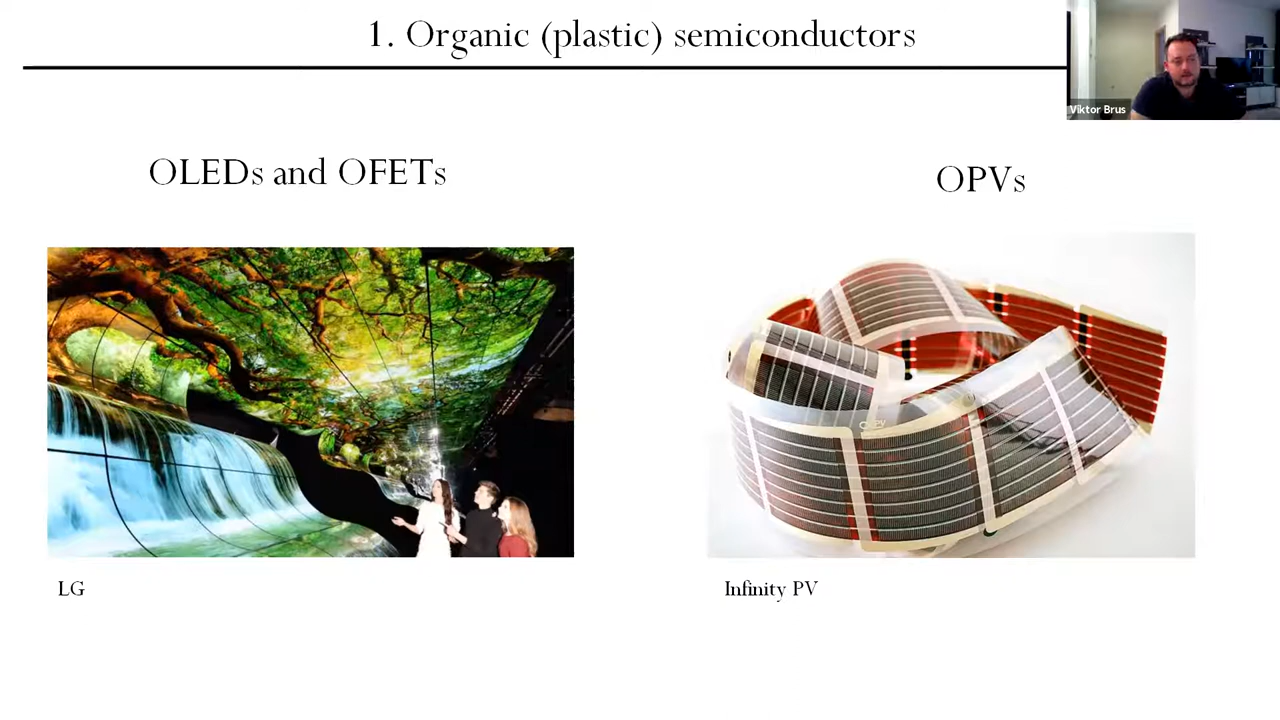 1. Organic (plastic) semiconductors
Viktor Brus
OLEDs and OFETs
OPVs
LG
Infinity PV